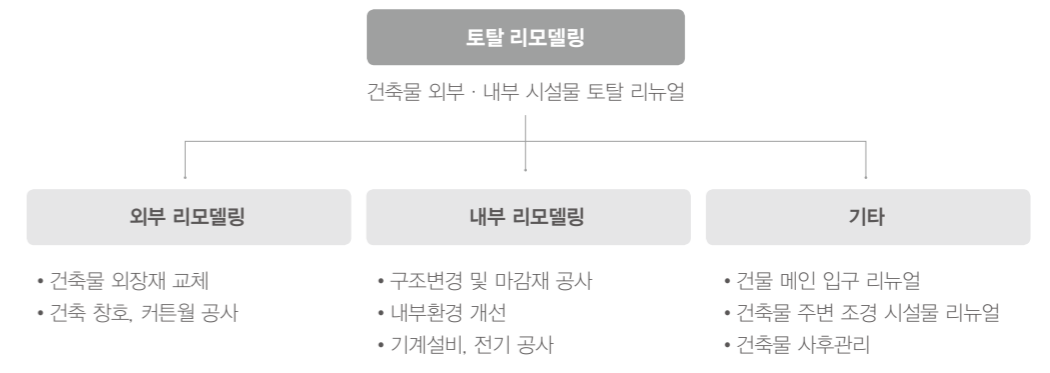 토탈 리모델링
건축물 외부 · 내부 시설물 토탈 리뉴얼
외부 리모델링
• 건축물 외장재 교체
• 건축 창호, 커튼월 공사
내부 리모델링
• 구조변경 및 마감재 공사
• 내부환경 개선
• 기계설비, 전기 공사
기타
• 건물 메인 입구 리뉴얼
• 건축물 주변 조경 시설물 리뉴얼
• 건축물 사후관리